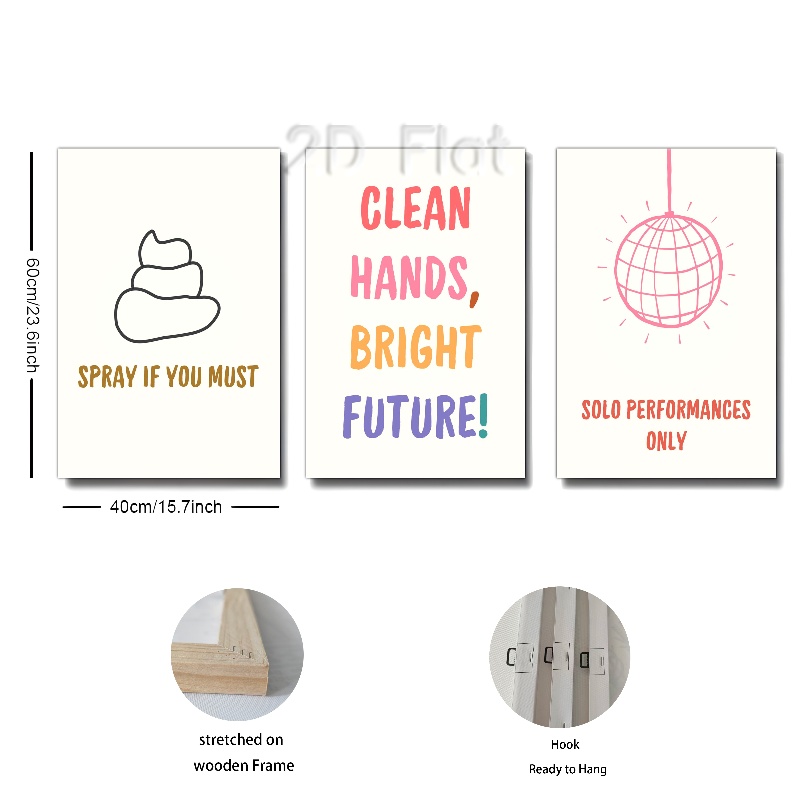 2D Flat
CLEAN
HANDS,
BRIGHT
FUTURE!
SPRAY IF YOU MUST
SOLO PERFORMANCES
ONLY
60cm/23.6inch
40cm/15.7inch
stretched on
wooden Frame
Hook
Ready to Hang